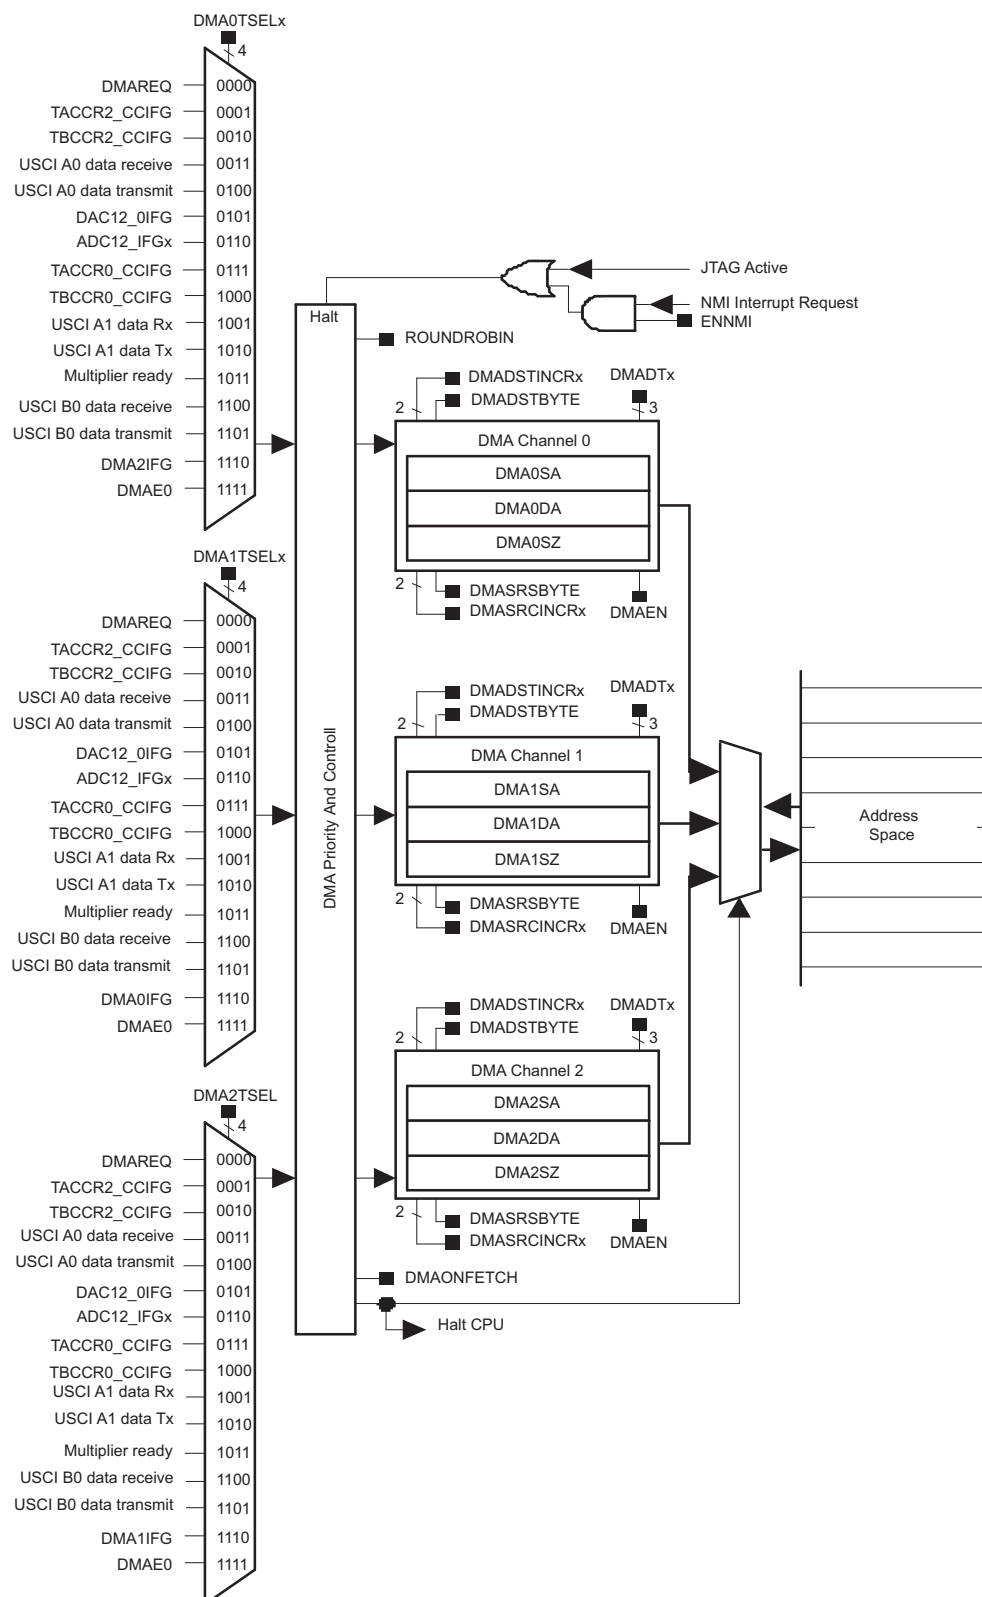 DMA0TSELx
4
DMAREQ 0000
TACCR2_CCIFG 0001
TBCCR2_CCIFG 0010
USCI A0 data receive 0011
USCI A0 data transmit 0100
DAC12_0IFG 0101
ADC12_IFGx 0110
TACCR0_CCIFG 0111
TBCCR0_CCIFG 1000
USCI A1 data Rx 1001
USCI A1 data Tx 1010
Multiplier ready 1011
USCI B0 data receive 1100
USCI B0 data transmit 1101
DMA2IFG 1110
DMAE0 1111
DMA1TSELx
4
DMAREQ 0000
TACCR2_CCIFG 0001
TBCCR2_CCIFG 0010
USCI A0 data receive 0011
USCI A0 data transmit 0100
DAC12_0IFG 0101
ADC12_IFGx 0110
TACCR0_CCIFG 0111
TBCCR0_CCIFG 1000
USCI A1 data Rx 1001
USCI A1 data Tx 1010
Multiplier ready 1011
USCI B0 data receive 1100
USCI B0 data transmit 1101
DMA0IFG 1110
DMAE0 1111
DMA2TSEL
4
DMAREQ 0000
TACCR2_CCIFG 0001
TBCCR2_CCIFG 0010
USCI A0 data receive 0011
USCI A0 data transmit 0100
DAC12_0IFG 0101
ADC12_IFGx 0110
TACCR0_CCIFG 0111
TBCCR0_CCIFG 1000
USCI A1 data Rx 1001
USCI A1 data Tx 1010
Multiplier ready 1011
USCI B0 data receive 1100
USCI B0 data transmit 1101
DMA1IFG 1110
DMAE0 1111
Halt
DMA Priority And Controll
JTAG Active
NMI Interrupt Request
ENNMI
ROUNDROBIN
DMADSTINCRx
DMADTx
2
DMADSTBYTE
3
DMA Channel 0
DMA0SA
DMA0DA
DMA0SZ
2
DMASRSBYTE
DMASRCINCRx
DMAEN
DMADSTINCRx
DMADTx
2
DMADSTBYTE
3
DMA Channel 1
DMA1SA
DMA1DA
DMA1SZ
2
DMASRSBYTE
DMASRCINCRx
DMAEN
DMADSTINCRx
DMADTx
2
DMADSTBYTE
3
DMA Channel 2
DMA2SA
DMA2DA
DMA2SZ
2
DMASRSBYTE
DMASRCINCRx
DMAEN
DMAONFETCH
Halt CPU
Address
Space